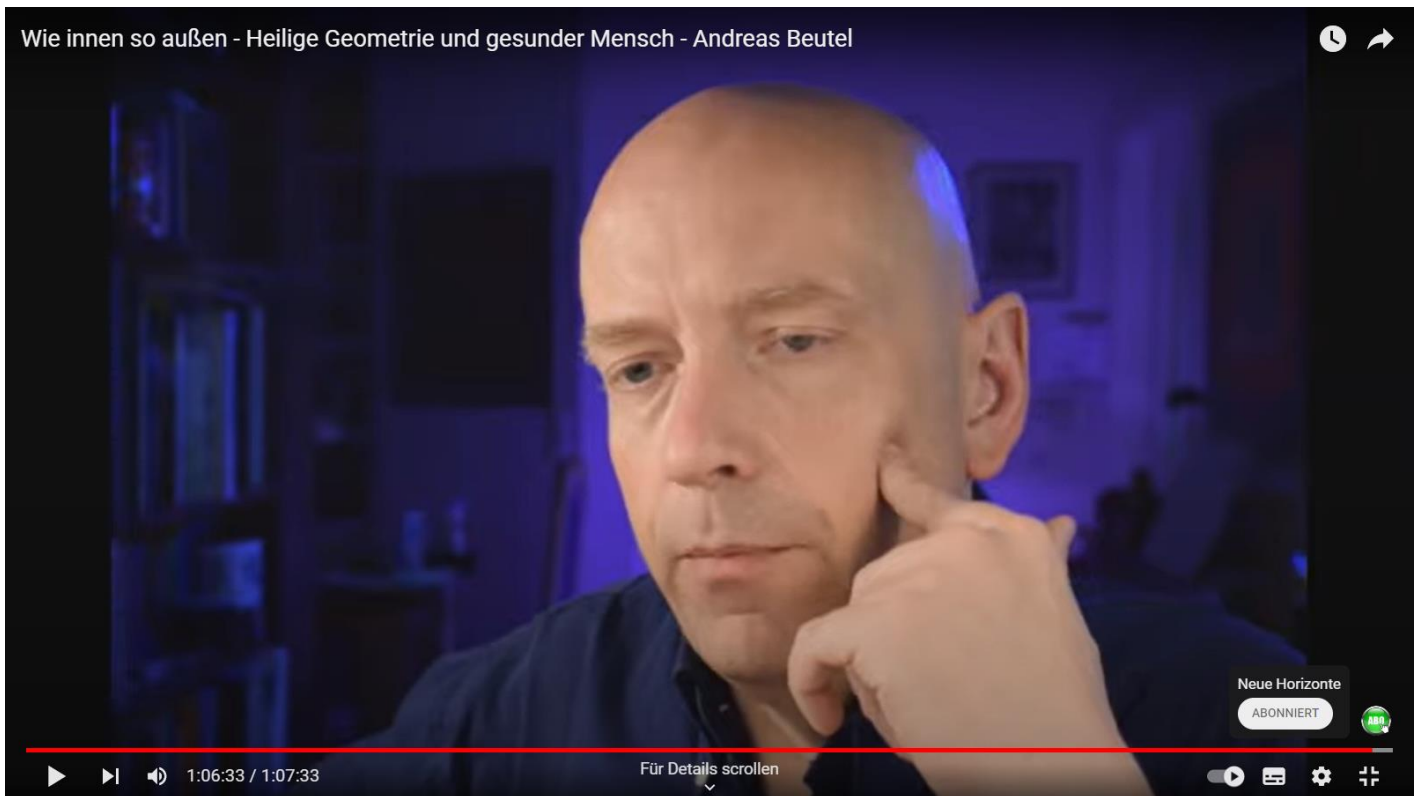 Wie innen so außen - Heilige Geometrie und gesunder Mensch - Andreas Beutel
Neue Horizonte
ABONNIERT
ABO
1:06:33 / 1:07:33
Für Details scrollen